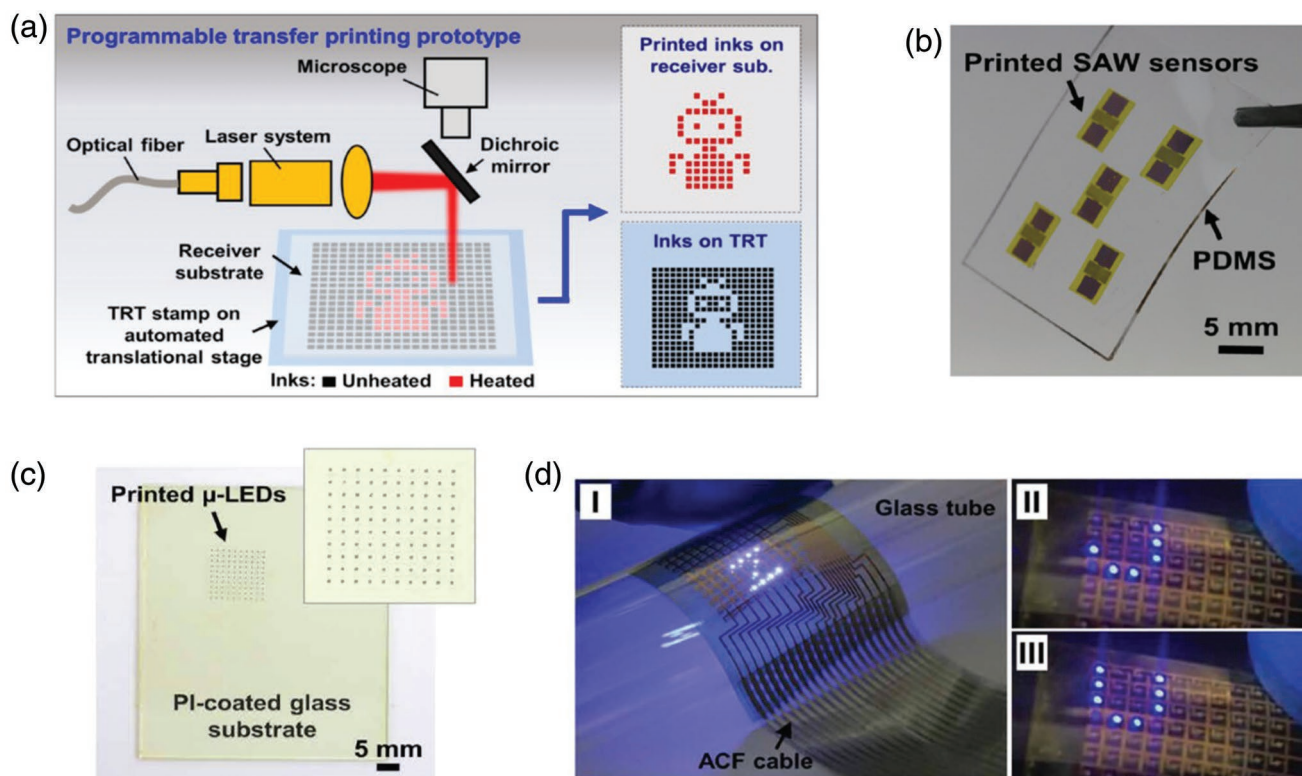 (a)
Programmable transfer printing prototype
Microscope
Optical fiber
Laser system
Dichroic
mirror
Receiver
substrate
TRT stamp on
automated
translational stage
Inks: Unheated Heated
Printed inks on
receiver sub.
Inks on TRT
(b)
Printed SAW sensors
PDMS
5 mm
(c)
Printed μ-LEDs
PI-coated glass
substrate
5 mm
(d)
I
Glass tube
ACF cable
II
III